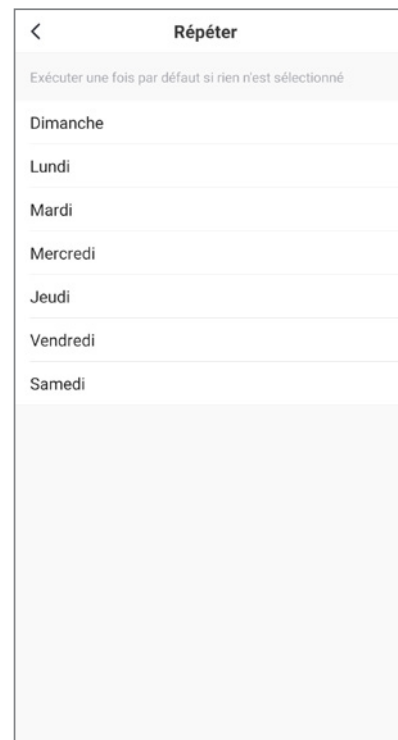 Répéter
Exécuter une fois par défaut si rien n'est sélectionné
Dimanche
Lundi
Mardi
Mercredi
Jeudi
Vendredi
Samedi